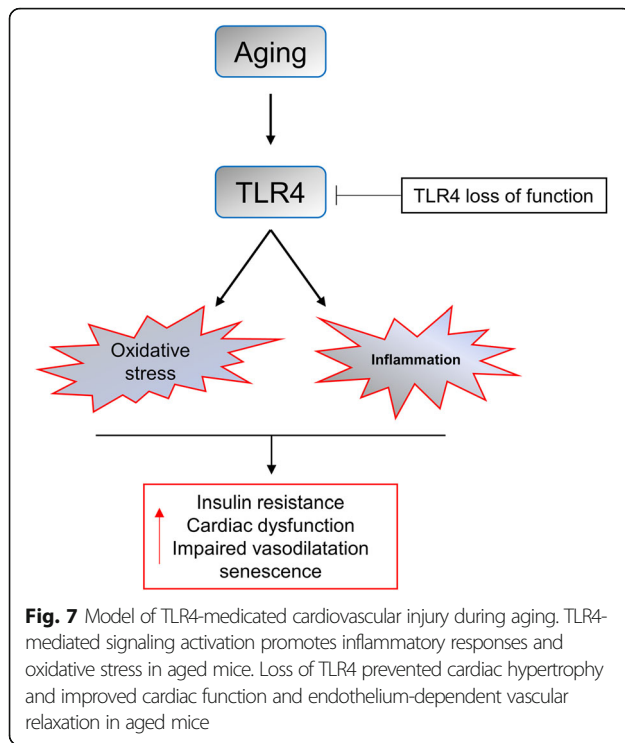 Aging
TLR4
TLR4 loss of function
Oxidative
stress
Inflammation
Insulin resistance
Cardiac dysfunction
Impaired vasodilatation
senescence
Fig. 7 Model of TLR4-medicated cardiovascular injury during aging. TLR4-
mediated signaling activation promotes inflammatory responses and
oxidative stress in aged mice. Loss of TLR4 prevented cardiac hypertrophy
and improved cardiac function and endothelium-dependent vascular
relaxation in aged mice